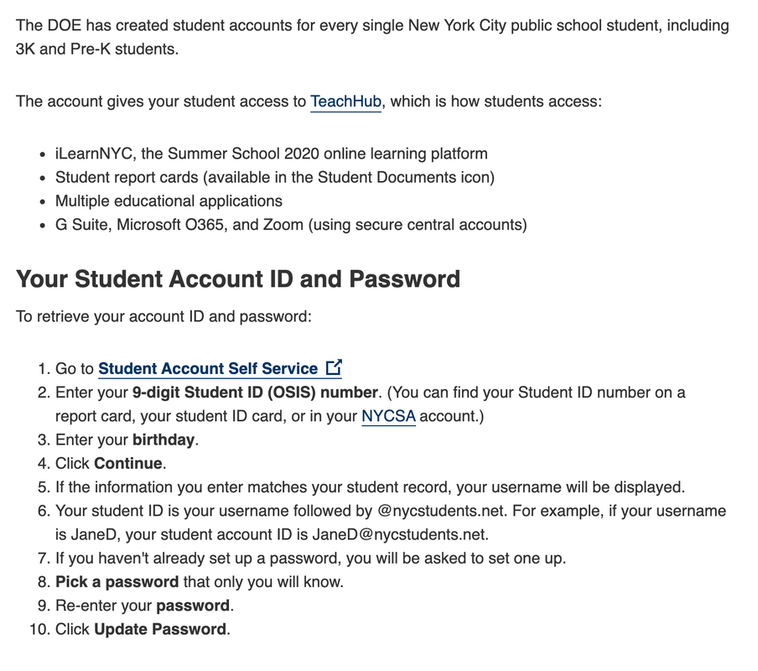 The DOE has created student accounts for every single New York City public school student, including
3K and Pre-K students.
The account gives your student access to TeachHub, which is how students access:
• iLearnNYC, the Summer School 2020 online learning platform
• Student report cards (available in the Student Documents icon)
• Multiple educational applications
• G Suite, Microsoft O365, and Zoom (using secure central accounts)
Your Student Account ID and Password
To retrieve your account ID and password:
1. Go to Student Account Self Service
2. Enter your 9-digit Student ID (OSIS) number. (You can find your Student ID number on a
report card, your student ID card, or in your NYCSA account.)
3. Enter your birthday.
4. Click Continue.
5. If the information you enter matches your student record, your username will be displayed.
6. Your student ID is your username followed by @nycstudents.net. For example, if your username
is JaneD, your student account ID is JaneD@nycstudents.net.
7. If you haven't already set up a password, you will be asked to set one up.
8. Pick a password that only you will know.
9. Re-enter your password.
10. Click Update Password.